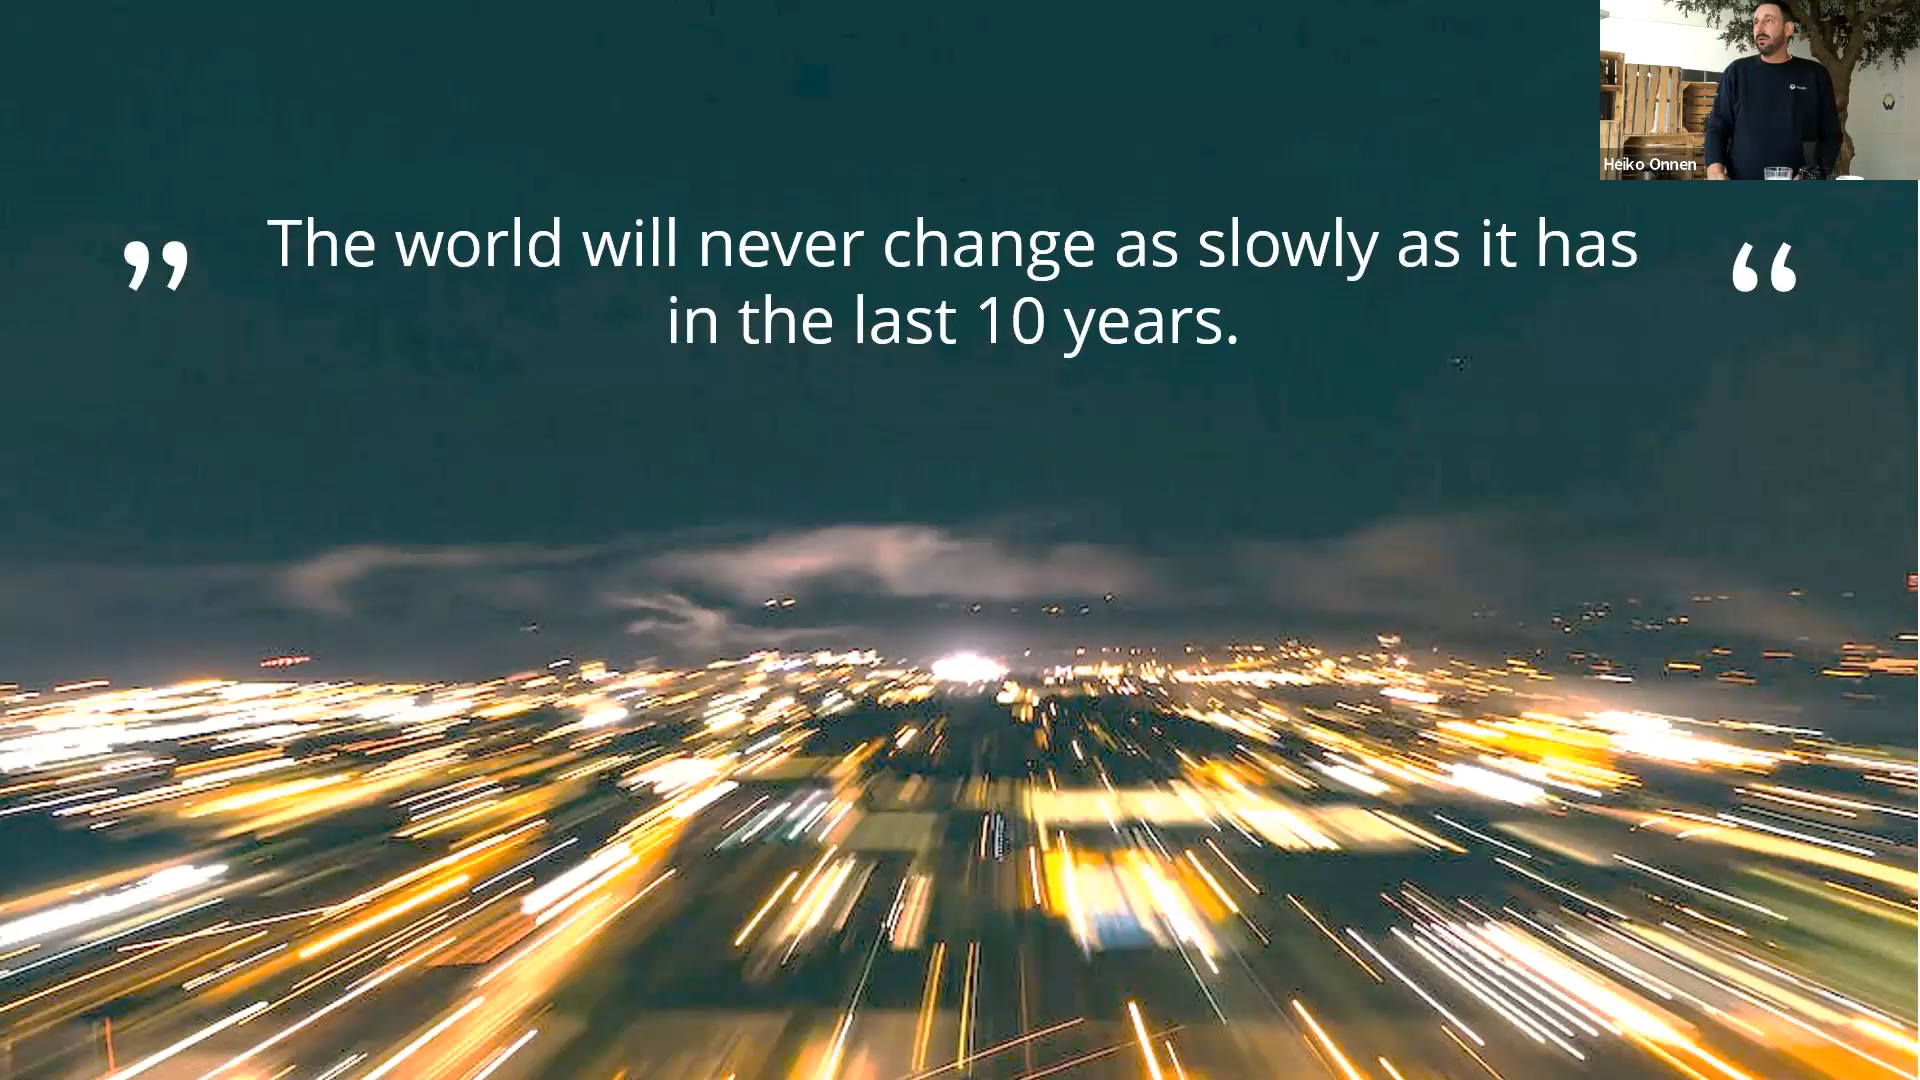 Heiko Onnen
” The world will never change as slowly as it has “
in the last 10 years.